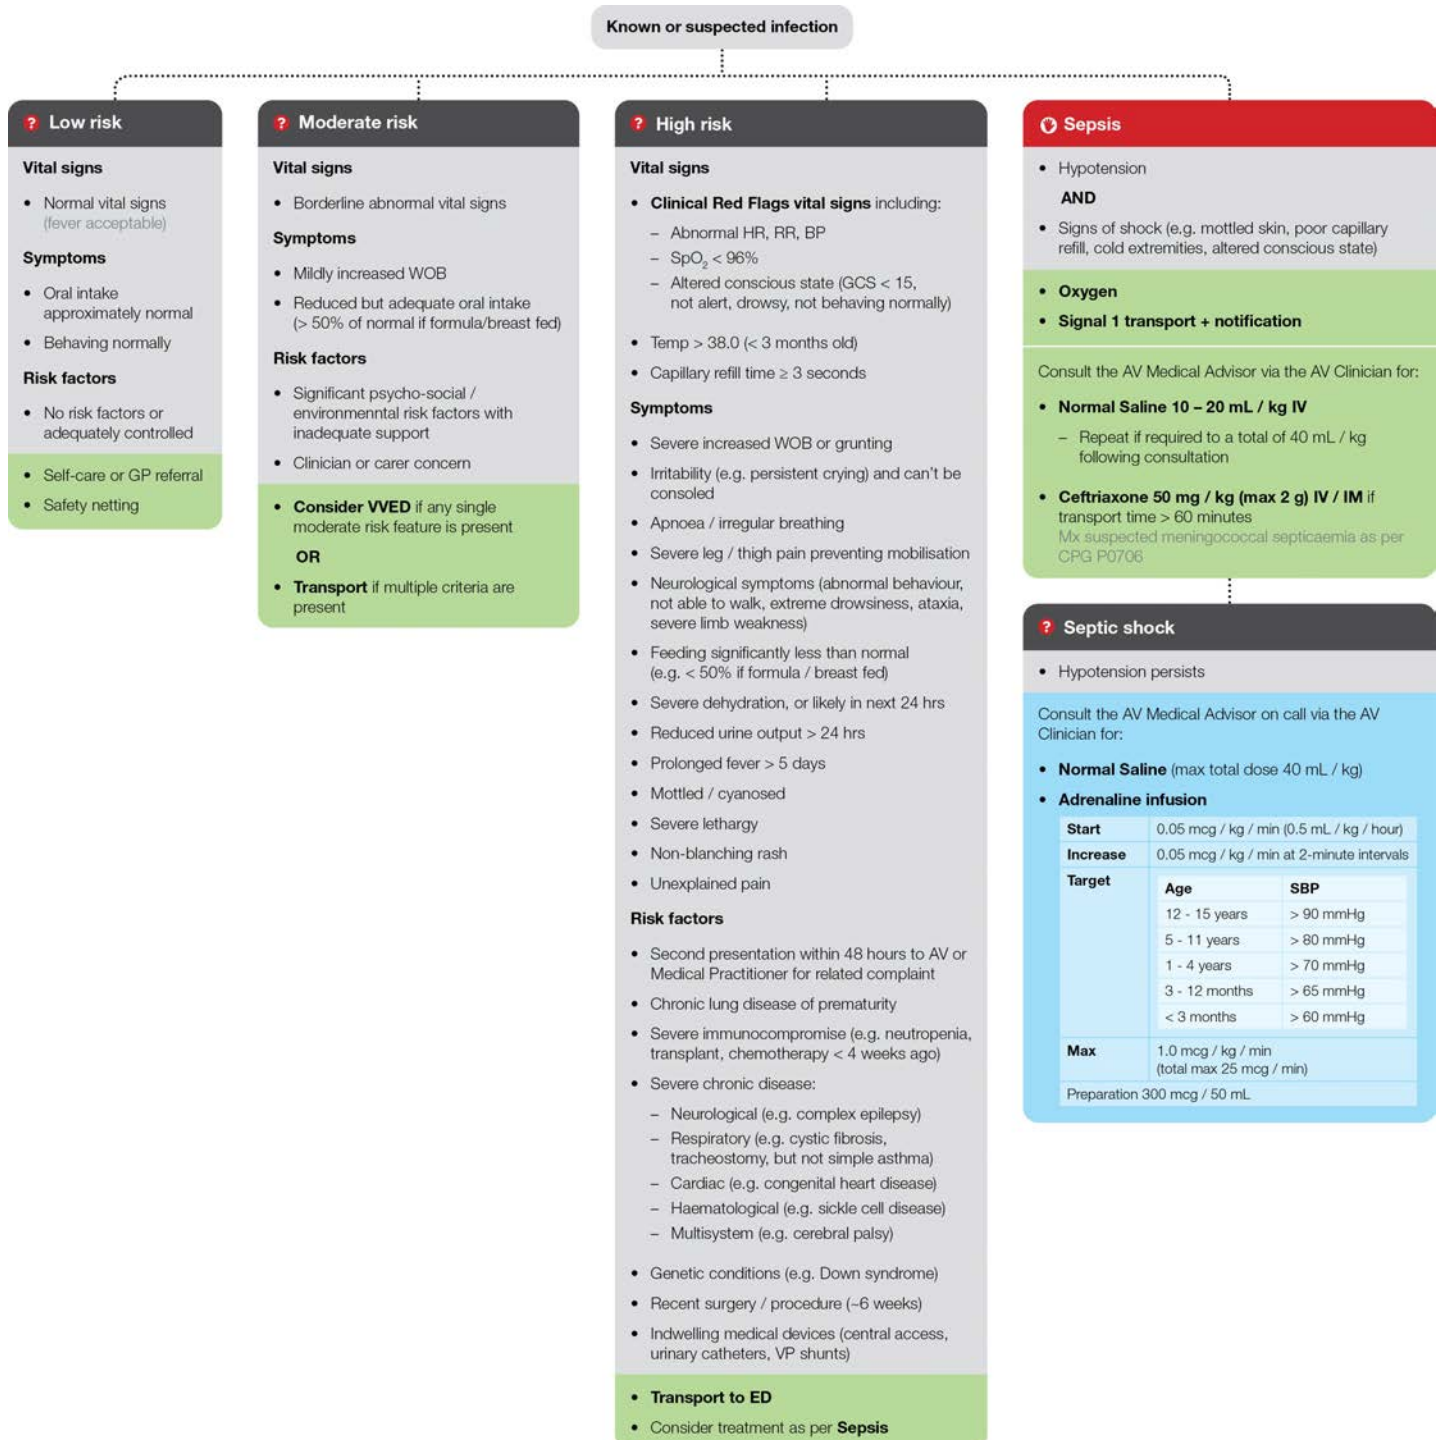 Known or suspected infection
Low risk
Vital signs
• Normal vital signs
(fever acceptable)
Symptoms
• Oral intake
approximately normal
• Behaving normally
Risk factors
• No risk factors or
adequately controlled
• Self-care or GP referral
• Safety netting
Moderate risk
Vital signs
• Borderline abnormal vital signs
Symptoms
• Mildly increased WOB
• Reduced but adequate oral intake
(> 50% of normal if formula/breast fed)
Risk factors
• Significant psycho-social /
environmenntal risk factors with
inadequate support
• Clinician or carer concern
• Consider VVED if any single
moderate risk feature is present
OR
• Transport if multiple criteria are
present
High risk
Vital signs
• Clinical Red Flags vital signs including:
– Abnormal HR, RR, BP
– SpO₂ < 96%
– Altered conscious state (GCS < 15,
not alert, drowsy, not behaving normally)
• Temp > 38.0 (< 3 months old)
• Capillary refill time ≥ 3 seconds
Symptoms
• Severe increased WOB or grunting
• Irritability (e.g. persistent crying) and can't be
consoled
• Apnoea / irregular breathing
• Severe leg / thigh pain preventing mobilisation
• Neurological symptoms (abnormal behaviour,
not able to walk, extreme drowsiness, ataxia,
severe limb weakness)
• Feeding significantly less than normal
(e.g. < 50% if formula / breast fed)
• Severe dehydration, or likely in next 24 hrs
• Reduced urine output > 24 hrs
• Prolonged fever > 5 days
• Mottled / cyanosed
• Severe lethargy
• Non-blanching rash
• Unexplained pain
Risk factors
• Second presentation within 48 hours to AV or
Medical Practitioner for related complaint
• Chronic lung disease of prematurity
• Severe immunocompromise (e.g. neutropenia,
transplant, chemotherapy < 4 weeks ago)
• Severe chronic disease:
– Neurological (e.g. complex epilepsy)
– Respiratory (e.g. cystic fibrosis,
tracheostomy, but not simple asthma)
– Cardiac (e.g. congenital heart disease)
– Haematological (e.g. sickle cell disease)
– Multisystem (e.g. cerebral palsy)
• Genetic conditions (e.g. Down syndrome)
• Recent surgery / procedure (~6 weeks)
• Indwelling medical devices (central access,
urinary catheters, VP shunts)
• Transport to ED
• Consider treatment as per Sepsis
Sepsis
• Hypotension
AND
• Signs of shock (e.g. mottled skin, poor capillary
refill, cold extremities, altered conscious state)
• Oxygen
• Signal 1 transport + notification
Consult the AV Medical Advisor via the AV Clinician for:
• Normal Saline 10 – 20 mL / kg IV
– Repeat if required to a total of 40 mL / kg
following consultation
• Ceftriaxone 50 mg / kg (max 2 g) IV / IM if
transport time > 60 minutes
Mx suspected meningococcal septicaemia as per
CPG P0706
Septic shock
• Hypotension persists
Consult the AV Medical Advisor on call via the AV
Clinician for:
• Normal Saline (max total dose 40 mL / kg)
• Adrenaline infusion
Start 0.05 mcg / kg / min (0.5 mL / kg / hour)
Increase 0.05 mcg / kg / min at 2-minute intervals
Target Age SBP
12 - 15 years > 90 mmHg
5 - 11 years > 80 mmHg
1 - 4 years > 70 mmHg
3 - 12 months > 65 mmHg
< 3 months > 60 mmHg
Max 1.0 mcg / kg / min
(total max 25 mcg / min)
Preparation 300 mcg / 50 mL